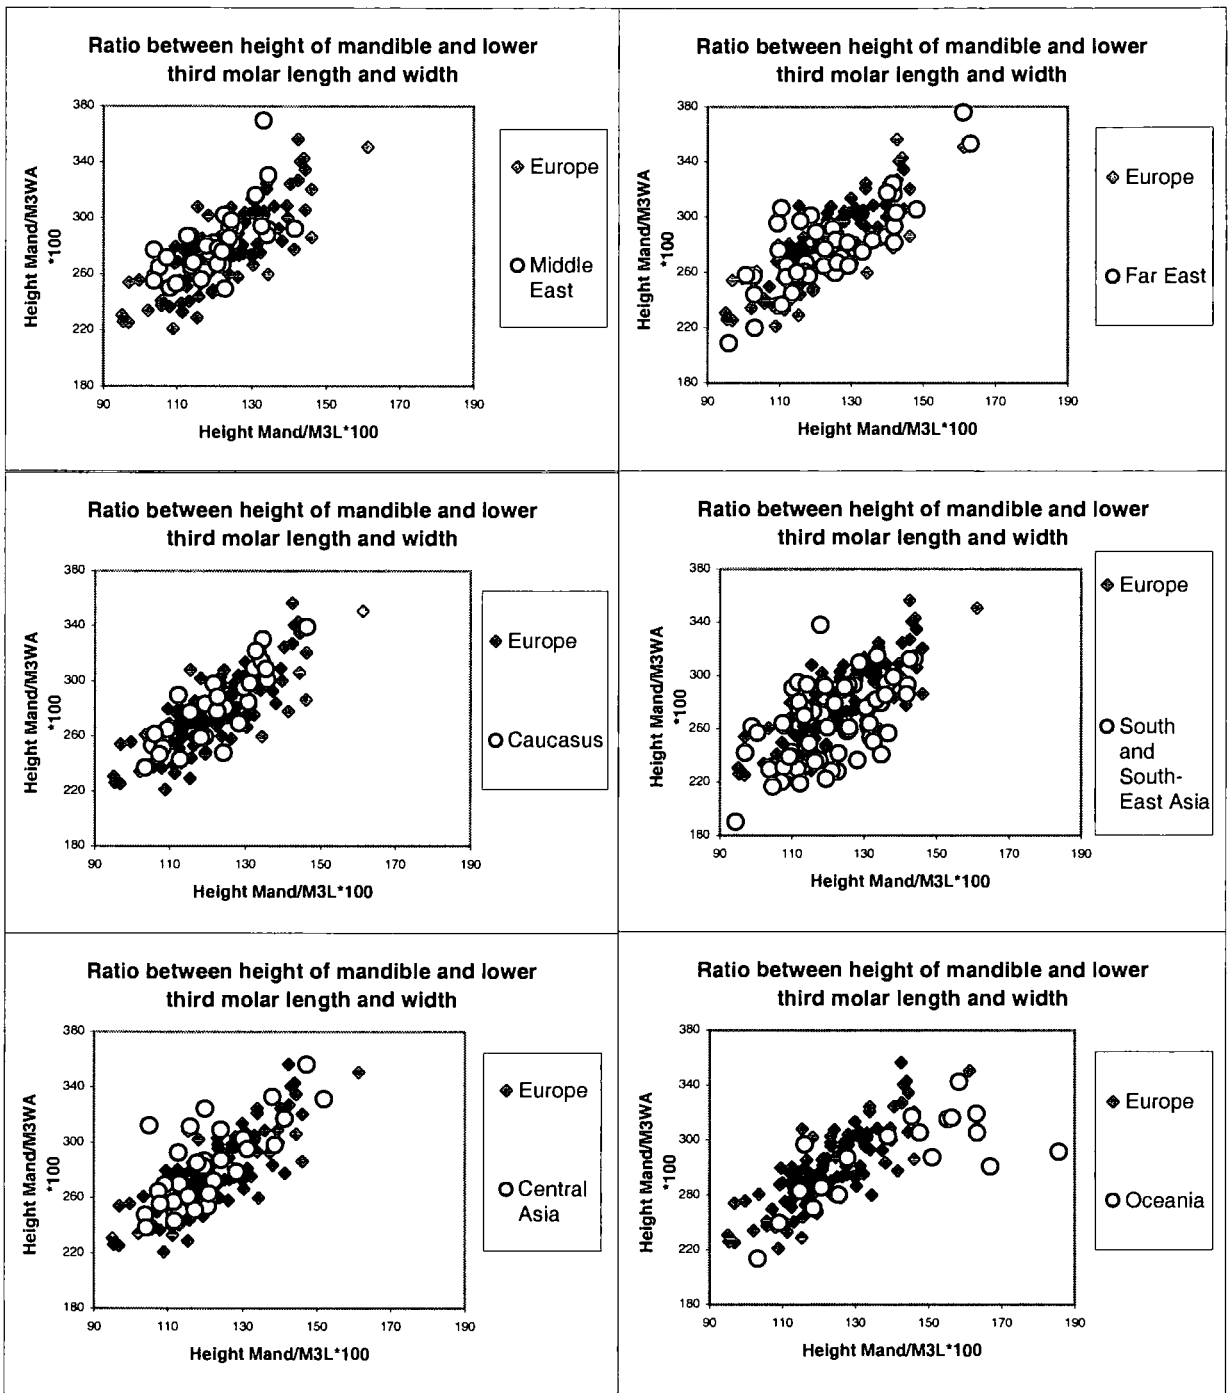 Ratio between height of mandible and lower
third molar length and width
Height Mand/M3WA
*100
380
340
300
260
220
180
90
110
130
150
170
190
Height Mand/M3L*100
Europe
Middle
East
Ratio between height of mandible and lower
third molar length and width
Height Mand/M3WA
*100
380
340
300
260
220
180
90
110
130
150
170
190
Height Mand/M3L*100
Europe
Far East
Ratio between height of mandible and lower
third molar length and width
Height Mand/M3WA
*100
380
340
300
260
220
180
90
110
130
150
170
190
Height Mand/M3L*100
Europe
Caucasus
Ratio between height of mandible and lower
third molar length and width
Height Mand/M3WA
*100
380
340
300
260
220
180
90
110
130
150
170
190
Height Mand/M3L*100
Europe
South
and
South-
East Asia
Ratio between height of mandible and lower
third molar length and width
Height Mand/M3WA
*100
380
340
300
260
220
180
90
110
130
150
170
190
Height Mand/M3L*100
Europe
Central
Asia
Ratio between height of mandible and lower
third molar length and width
Height Mand/M3WA
*100
380
340
300
280
220
180
90
110
130
150
170
190
Height Mand/M3L*100
Europe
Oceania